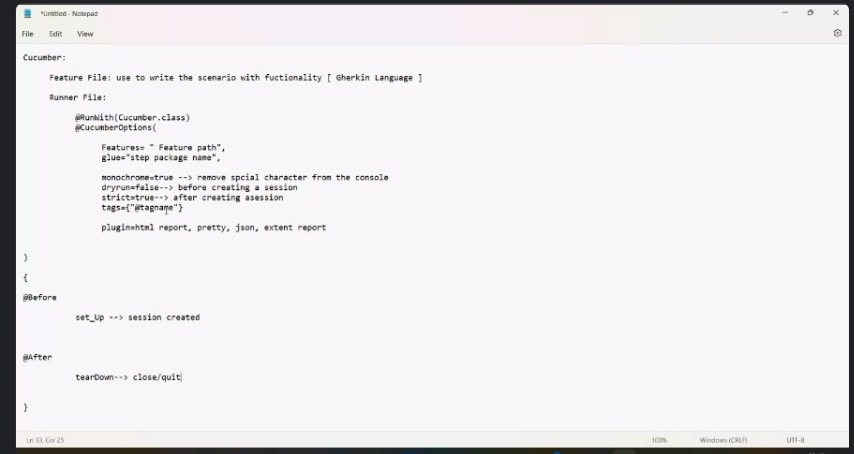 *Untitled - Notepad
File Edit View
Cucumber:
Feature File: use to write the scenario with fuctionality [ Gherkin Language ]
Runner File:
@RunWith(Cucumber.class)
@CucumberOptions(
Features= " Feature path",
glue="step package name",
monochrome=true --> remove spcial character from the console
dryrun=false--> before creating a session
strict=true--> after creating asession
tags={"@tagname"}
plugin=html report, pretty, json, extent report
)
{
@Before
set_Up --> session created
@After
tearDown--> close/quit
}
Ln 33, Col 25 100% Windows (CRLF) UTF-8